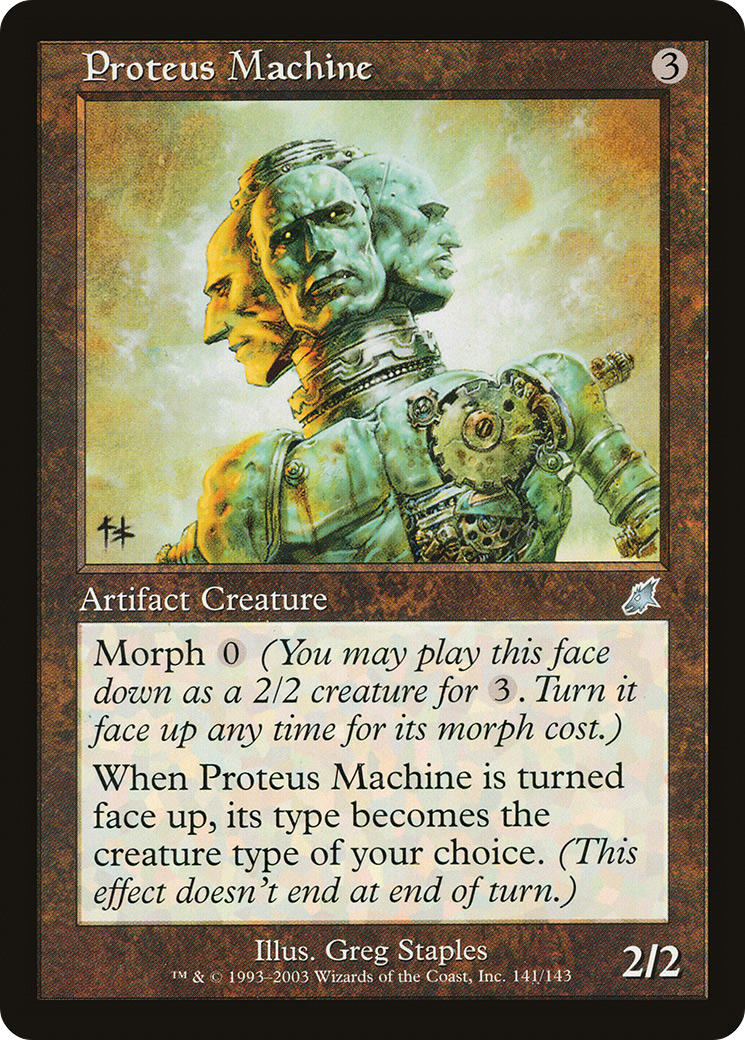 Proteus Machine 3
Artifact Creature
Morph 0 (You may play this face
down as a 2/2 creature for 3. Turn it
face up any time for its morph cost.)
When Proteus Machine is turned
face up, its type becomes the
creature type of your choice. (This
effect doesn't end at end of turn.)
Illus. Greg Staples
™ & © 1993–2003 Wizards of the Coast, Inc. 141/143
2/2